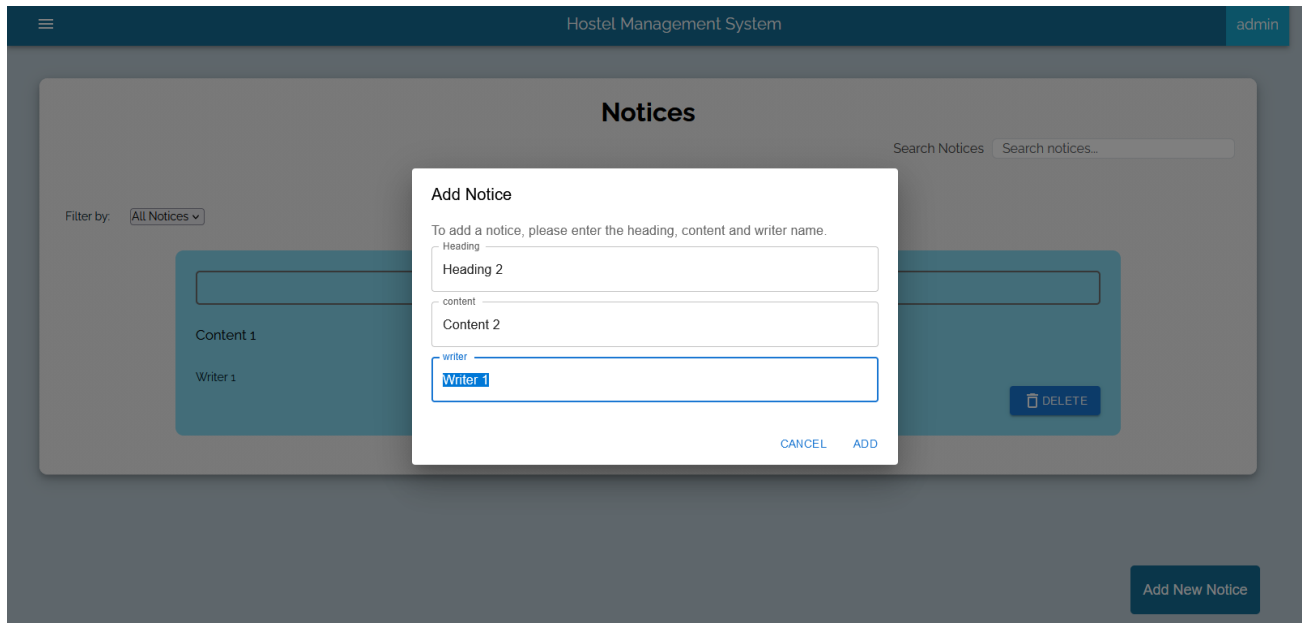 Hostel Management System
admin
Notices
Search Notices Search notices...
Filter by: All Notices
Add Notice
To add a notice, please enter the heading, content and writer name.
Heading
Heading 2
content
Content 2
writer
Writer 1
CANCEL ADD
Content 1
Writer 1
DELETE
Add New Notice